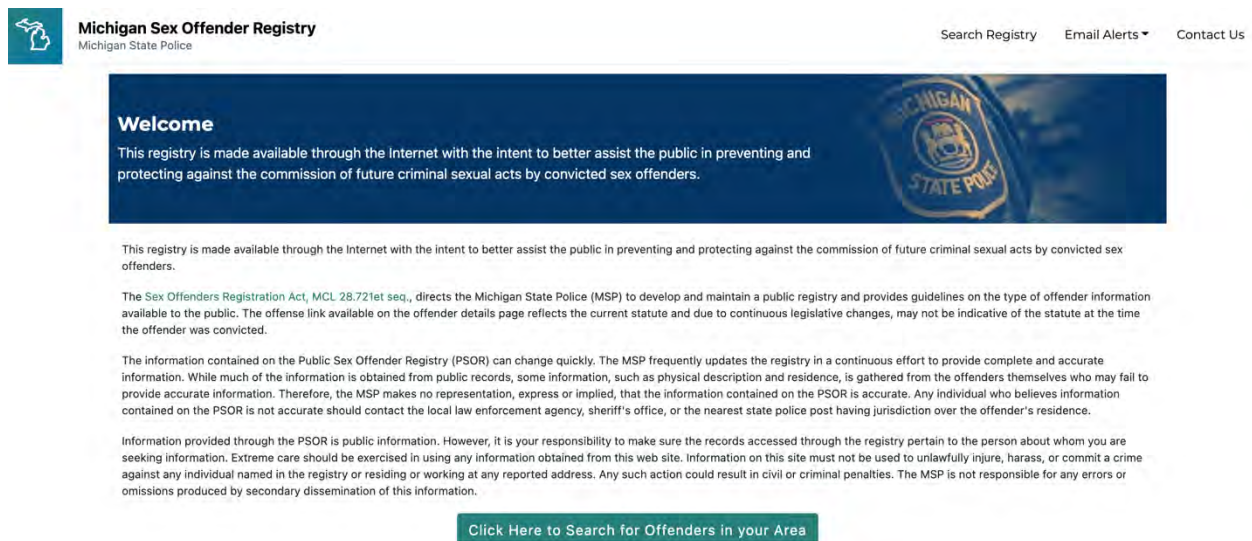 Michigan Sex Offender Registry
Michigan State Police
Search Registry Email Alerts Contact Us
Welcome
This registry is made available through the Internet with the intent to better assist the public in preventing and
protecting against the commission of future criminal sexual acts by convicted sex offenders.
MICHIGAN
STATE POLICE
This registry is made available through the Internet with the intent to better assist the public in preventing and protecting against the commission of future criminal sexual acts by convicted sex
offenders.
The Sex Offenders Registration Act, MCL 28.721et seq., directs the Michigan State Police (MSP) to develop and maintain a public registry and provides guidelines on the type of offender information
available to the public. The offense link available on the offender details page reflects the current statute and due to continuous legislative changes, may not be indicative of the statute at the time
the offender was convicted.
The information contained on the Public Sex Offender Registry (PSOR) can change quickly. The MSP frequently updates the registry in a continuous effort to provide complete and accurate
information. While much of the information is obtained from public records, some information, such as physical description and residence, is gathered from the offenders themselves who may fail to
provide accurate information. Therefore, the MSP makes no representation, express or implied, that the information contained on the PSOR is accurate. Any individual who believes information
contained on the PSOR is not accurate should contact the local law enforcement agency, sheriff's office, or the nearest state police post having jurisdiction over the offender's residence.
Information provided through the PSOR is public information. However, it is your responsibility to make sure the records accessed through the registry pertain to the person about whom you are
seeking information. Extreme care should be exercised in using any information obtained from this web site. Information on this site must not be used to unlawfully injure, harass, or commit a crime
against any individual named in the registry or residing or working at any reported address. Any such action could result in civil or criminal penalties. The MSP is not responsible for any errors or
omissions produced by secondary dissemination of this information.
Click Here to Search for Offenders in your Area